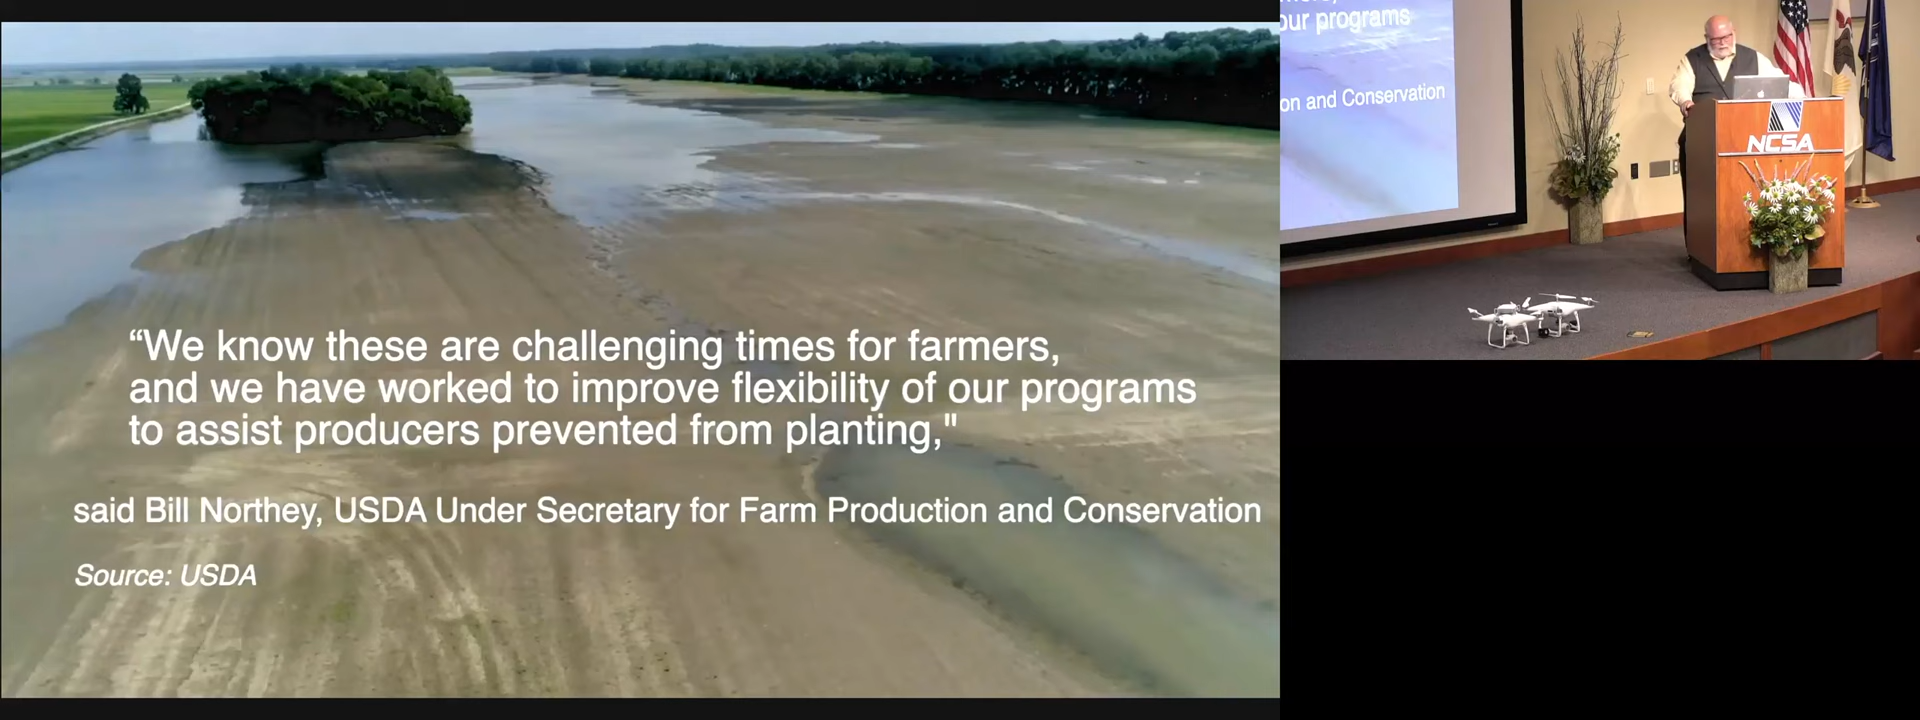 “We know these are challenging times for farmers,
and we have worked to improve flexibility of our programs
to assist producers prevented from planting,"
said Bill Northey, USDA Under Secretary for Farm Production and Conservation
Source: USDA
our programs
on and Conservation
NCSA